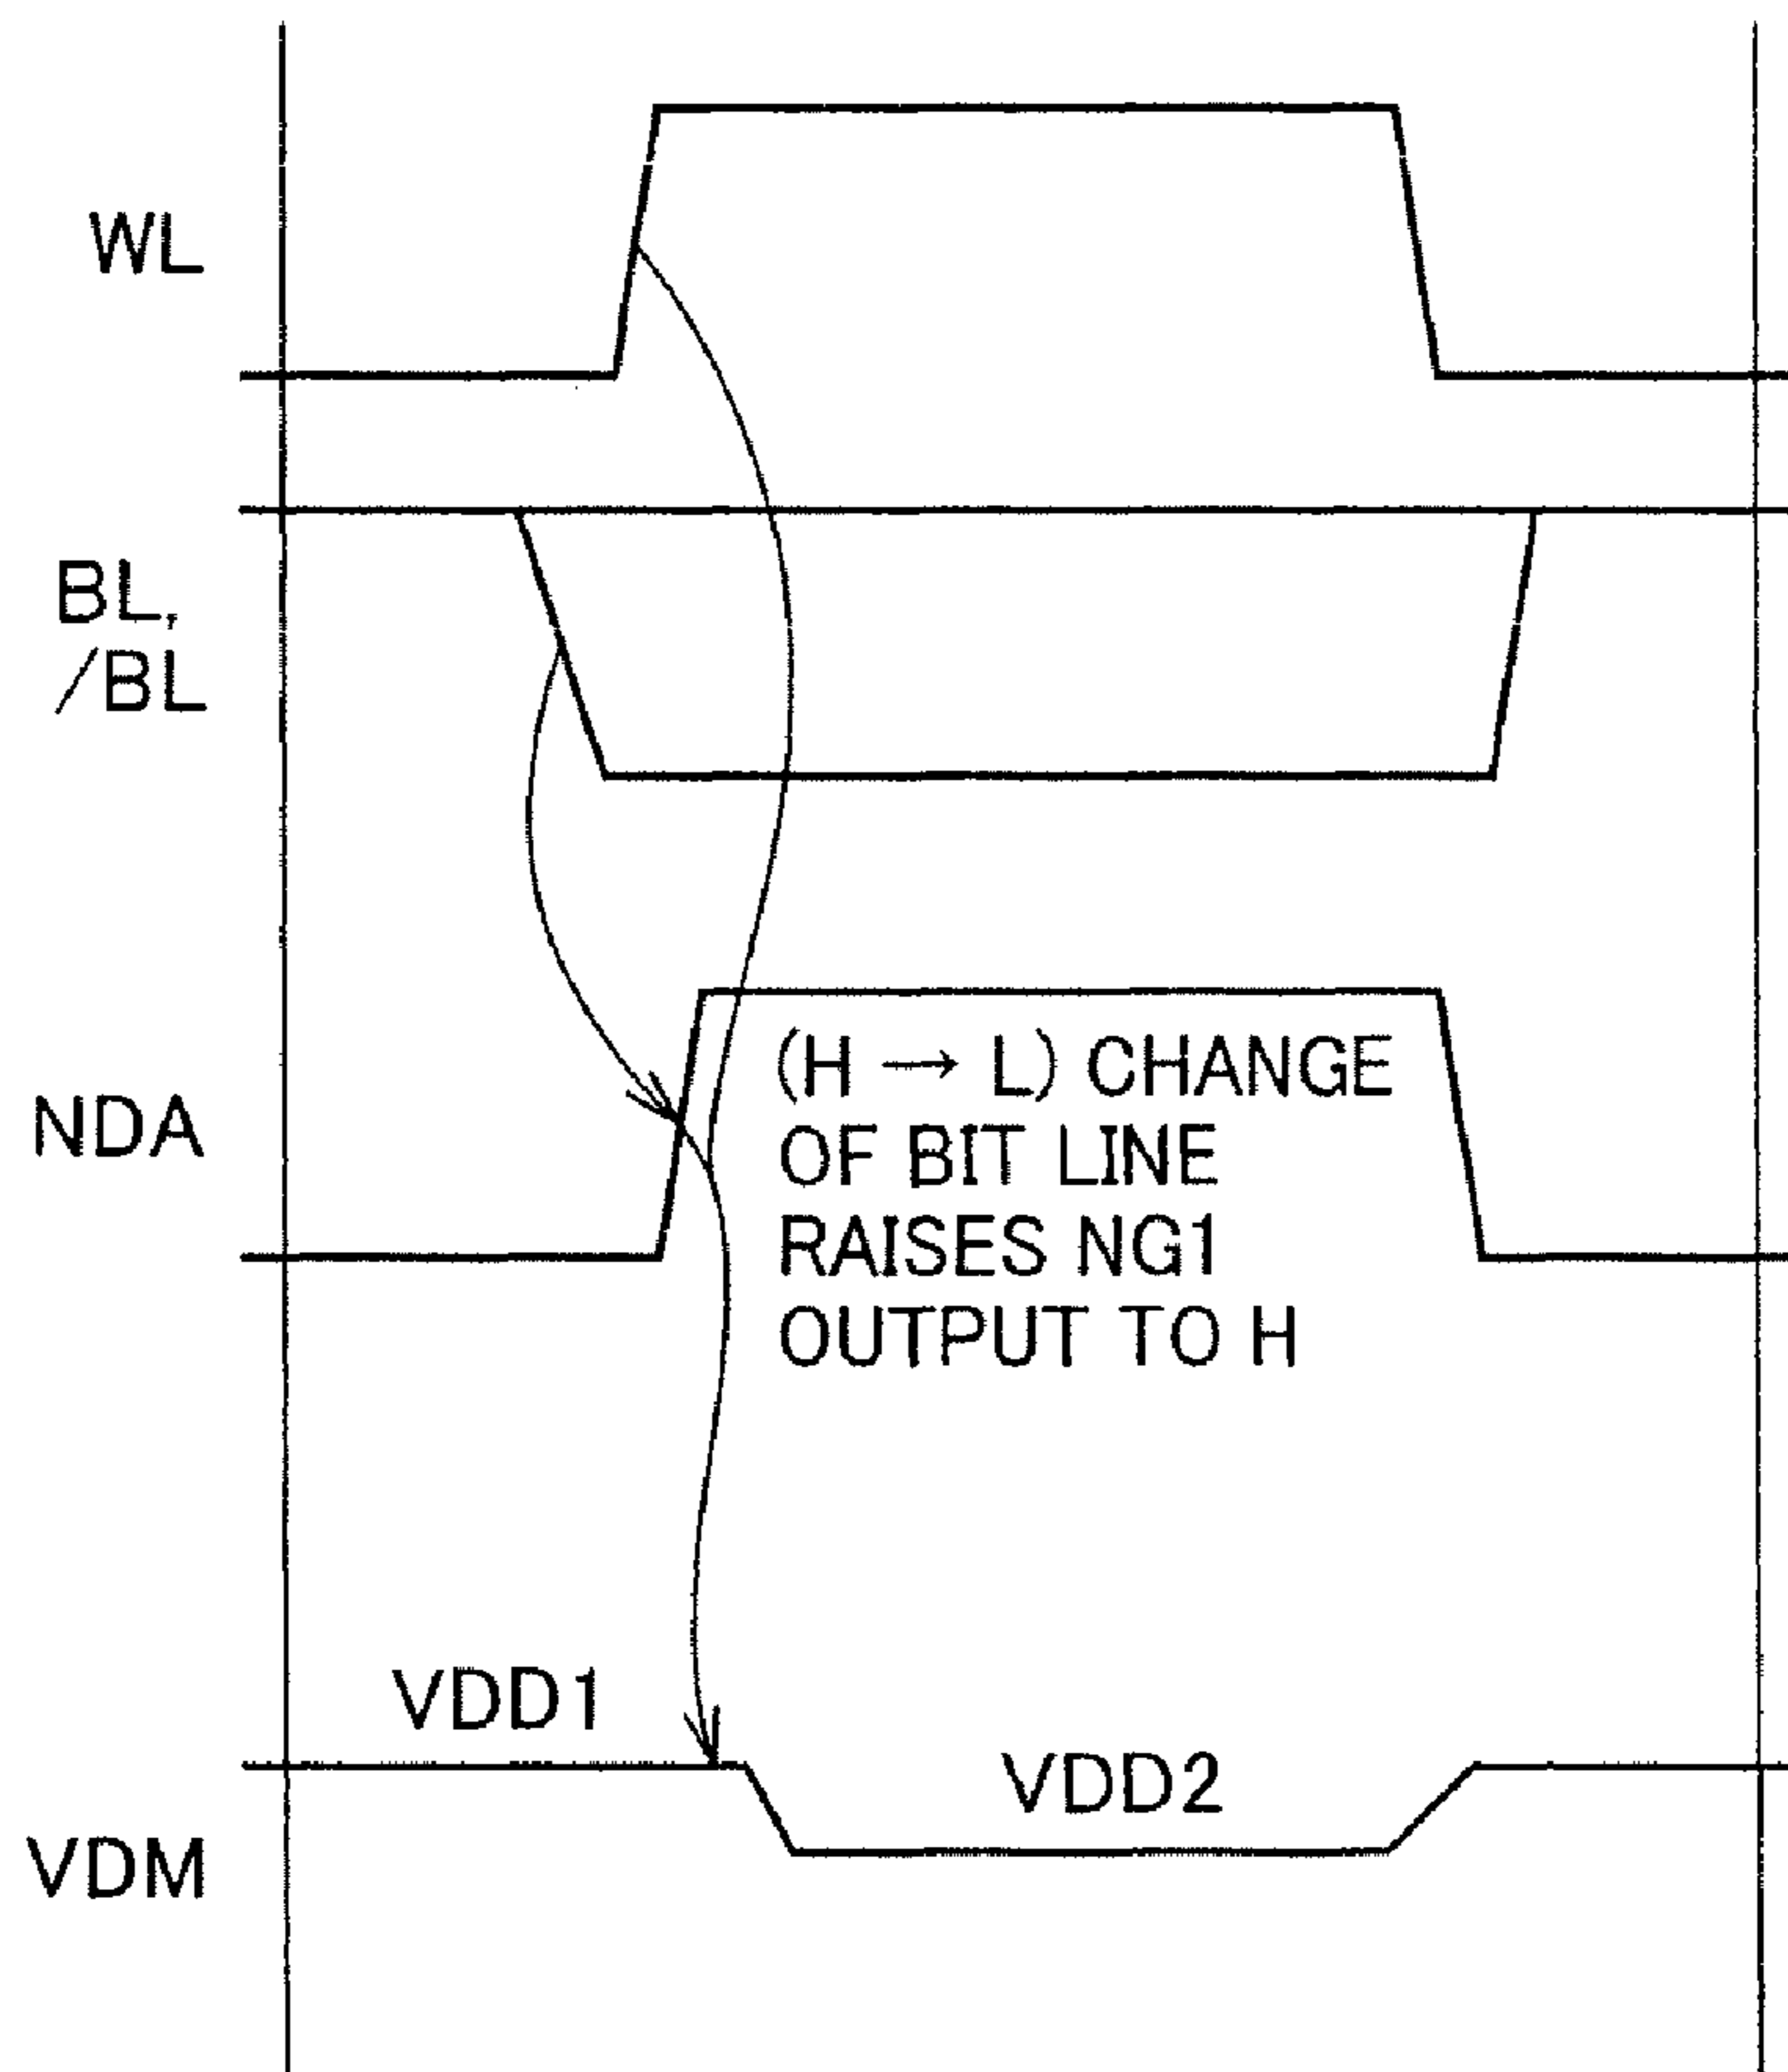 WL
BL,
/BL
NDA
(H → L) CHANGE
OF BIT LINE
RAISES NG1
OUTPUT TO H
VDD1
VDD2
VDM